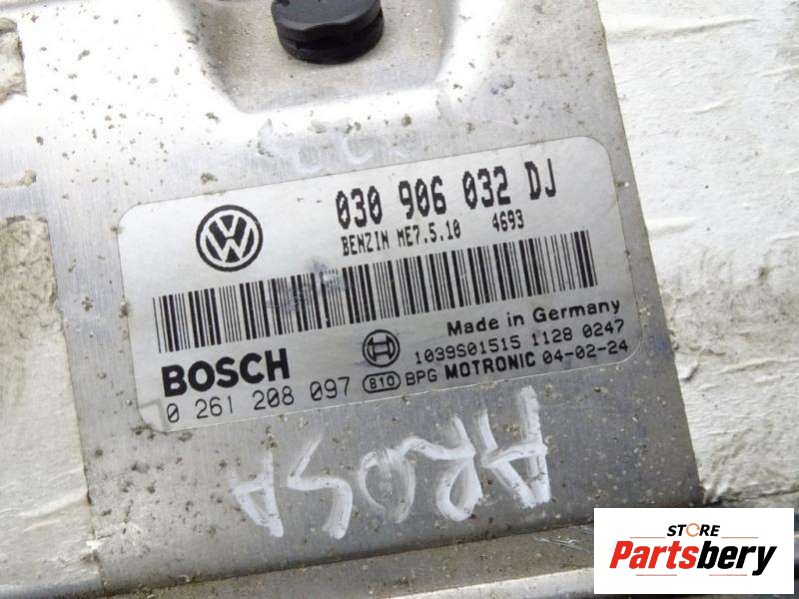 030 906 032 DJ
BENZIN ME7.5.10 4693
Made in Germany
BOSCH
1039S01515 1128 0247
0 261 208 097 810 BPG MOTRONIC 04-02-24
AROSA
STORE
Partsbery